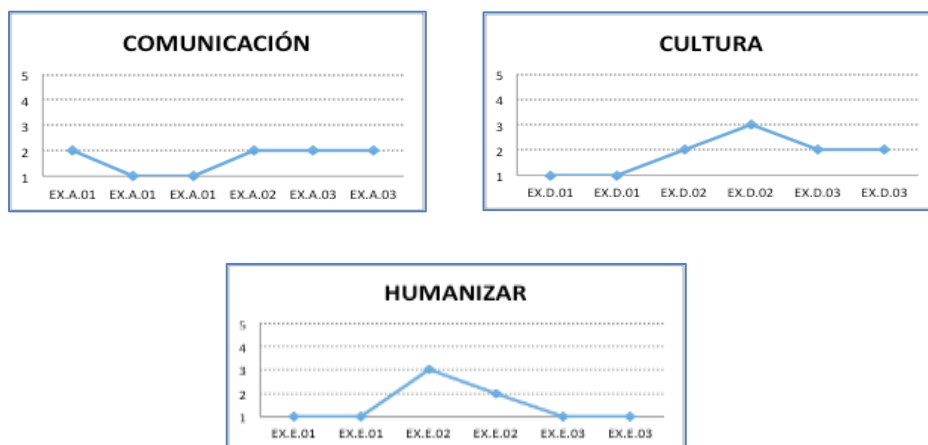 COMUNICACIÓN
5
4
3
2
1
EX.A.01 EX.A.01 EX.A.01 EX.A.02 EX.A.03 EX.A.03
CULTURA
5
4
3
2
1
EX.D.01 EX.D.01 EX.D.02 EX.D.02 EX.D.03 EX.D.03
HUMANIZAR
5
4
3
2
1
EX.E.01 EX.E.01 EX.E.02 EX.E.02 EX.E.03 EX.E.03